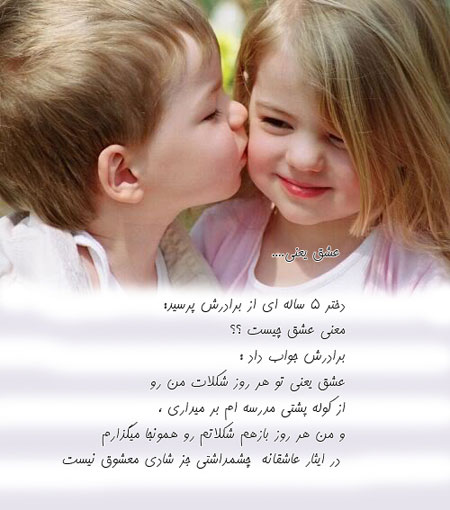 عشق یعنی....
دختر ۵ ساله ای از برادرش پرسید:
معنی عشق چیست ؟؟
برادرش جواب داد :
عشق یعنی تو هر روز شکلات من رو
از کوله پشتی مدرسه ام بر میداری ،
و من هر روز بازهم شکلاتم رو همونجا میگزارم
در ایثار عاشقانه چشمداشتی جز شادی معشوق نیست